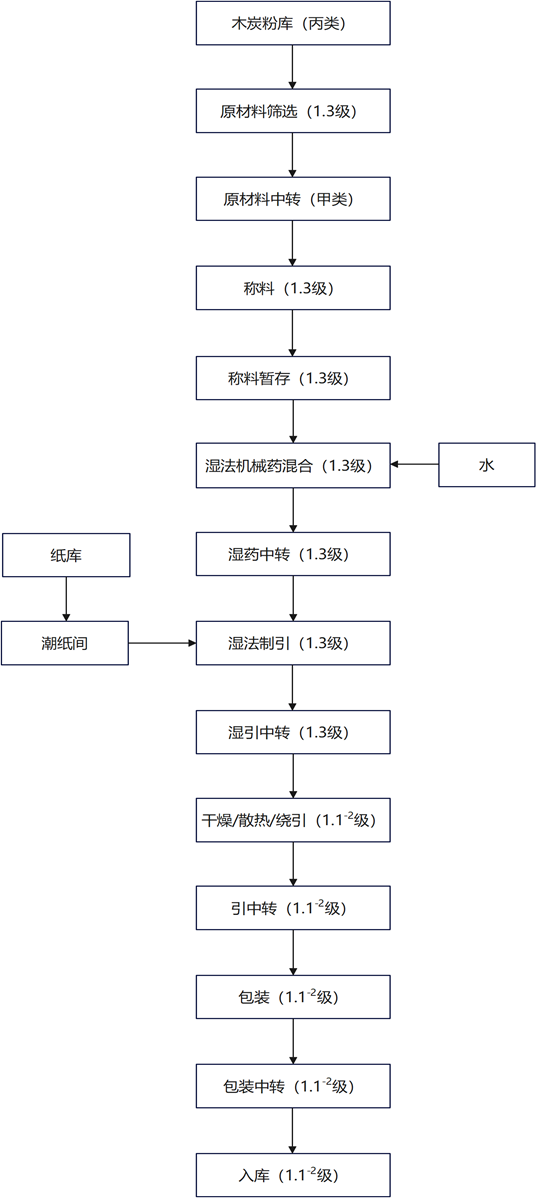 木炭粉库（丙类）
原材料筛选（1.3级）
原材料中转（甲类）
称料（1.3级）
称料暂存（1.3级）
湿法机械药混合（1.3级）
水
湿药中转（1.3级）
纸库
潮纸间
湿法制引（1.3级）
湿引中转（1.3级）
干燥/散热/绕引（1.1⁻²级）
引中转（1.1⁻²级）
包装（1.1⁻²级）
包装中转（1.1⁻²级）
入库（1.1⁻²级）